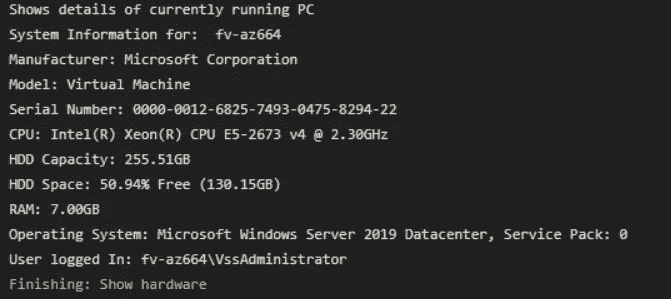 Shows details of currently running PC
System Information for:  fv-az664
Manufacturer: Microsoft Corporation
Model: Virtual Machine
Serial Number: 0000-0012-6825-7493-0475-8294-22
CPU: Intel(R) Xeon(R) CPU E5-2673 v4 @ 2.30GHz
HDD Capacity: 255.51GB
HDD Space: 50.94% Free (130.15GB)
RAM: 7.00GB
Operating System: Microsoft Windows Server 2019 Datacenter, Service Pack: 0
User logged In: fv-az664\VssAdministrator
Finishing: Show hardware